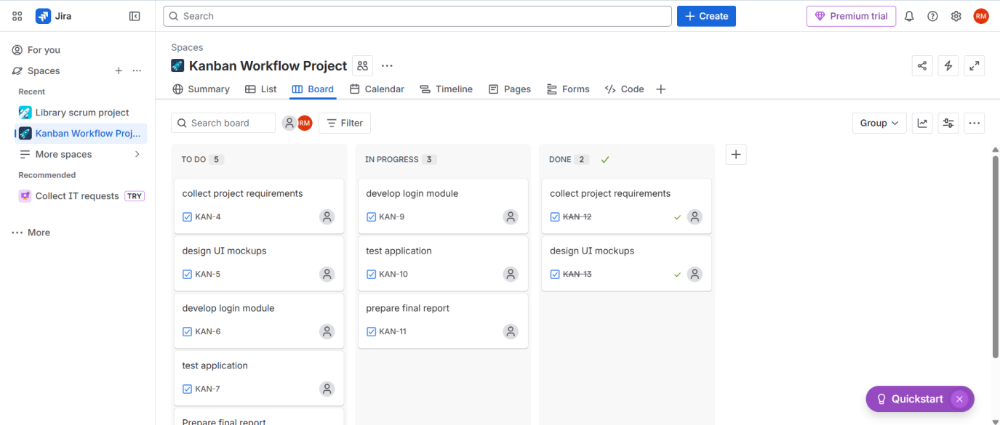 Jira
Search
+ Create
Premium trial
RM
For you
Spaces
Recent
Library scrum project
Kanban Workflow Proj...
More spaces
Recommended
Collect IT requests TRY
More
Spaces
Kanban Workflow Project
Summary List Board Calendar Timeline Pages Forms Code
Search board RM Filter Group
TO DO 5
collect project requirements
KAN-4
design UI mockups
KAN-5
develop login module
KAN-6
test application
KAN-7
Prepare final report
IN PROGRESS 3
develop login module
KAN-9
test application
KAN-10
prepare final report
KAN-11
DONE 2
collect project requirements
KAN-12
design UI mockups
KAN-13
Quickstart